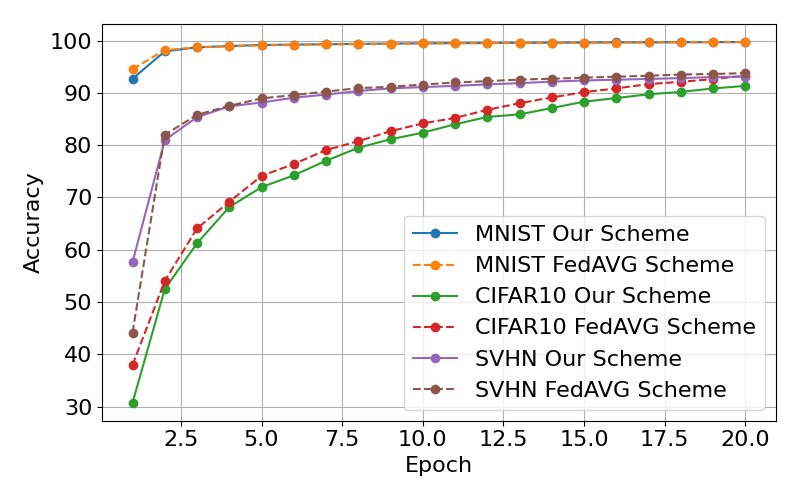 100
90
80
70
60
50
40
30
Accuracy
2.5 5.0 7.5 10.0 12.5 15.0 17.5 20.0
Epoch
MNIST Our Scheme
MNIST FedAVG Scheme
CIFAR10 Our Scheme
CIFAR10 FedAVG Scheme
SVHN Our Scheme
SVHN FedAVG Scheme